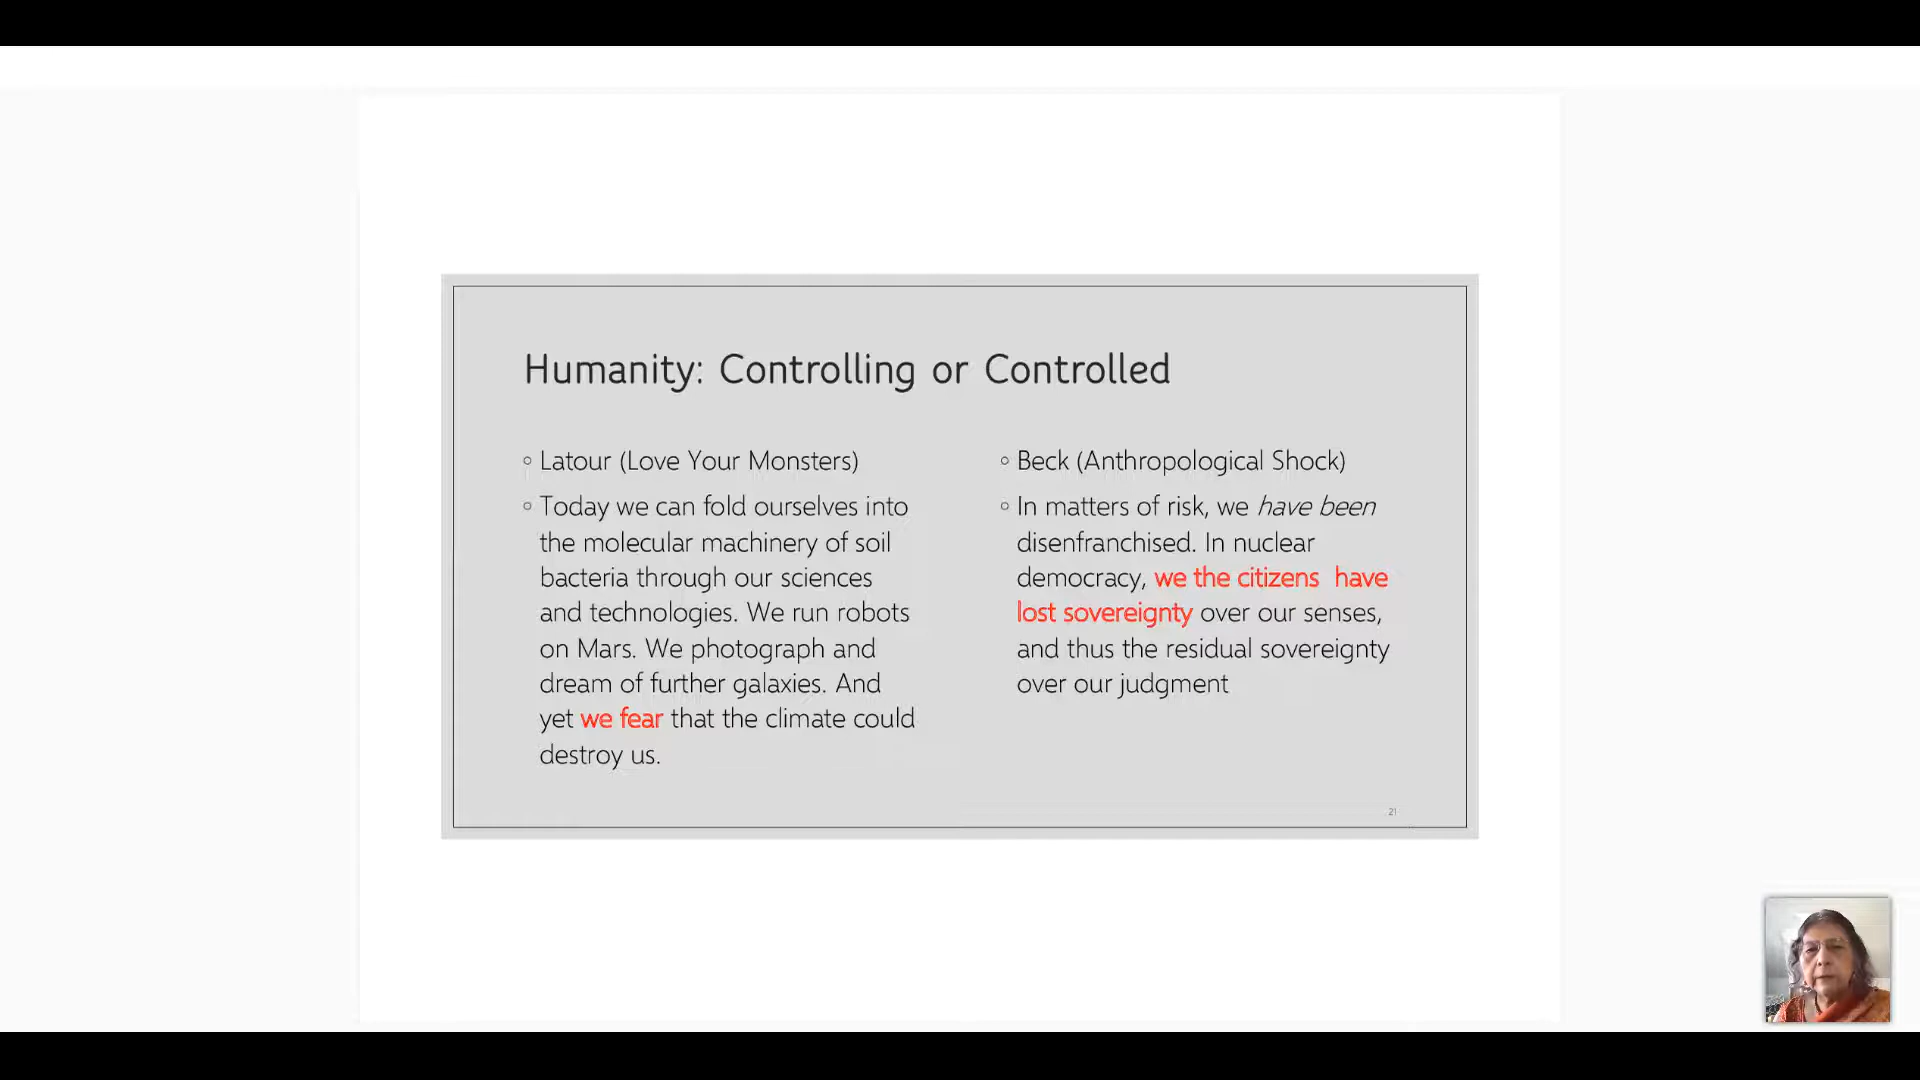 Humanity: Controlling or Controlled
◦ Latour (Love Your Monsters)
◦ Today we can fold ourselves into
the molecular machinery of soil
bacteria through our sciences
and technologies. We run robots
on Mars. We photograph and
dream of further galaxies. And
yet we fear that the climate could
destroy us.
◦ Beck (Anthropological Shock)
◦ In matters of risk, we have been
disenfranchised. In nuclear
democracy, we the citizens  have
lost sovereignty over our senses,
and thus the residual sovereignty
over our judgment
21